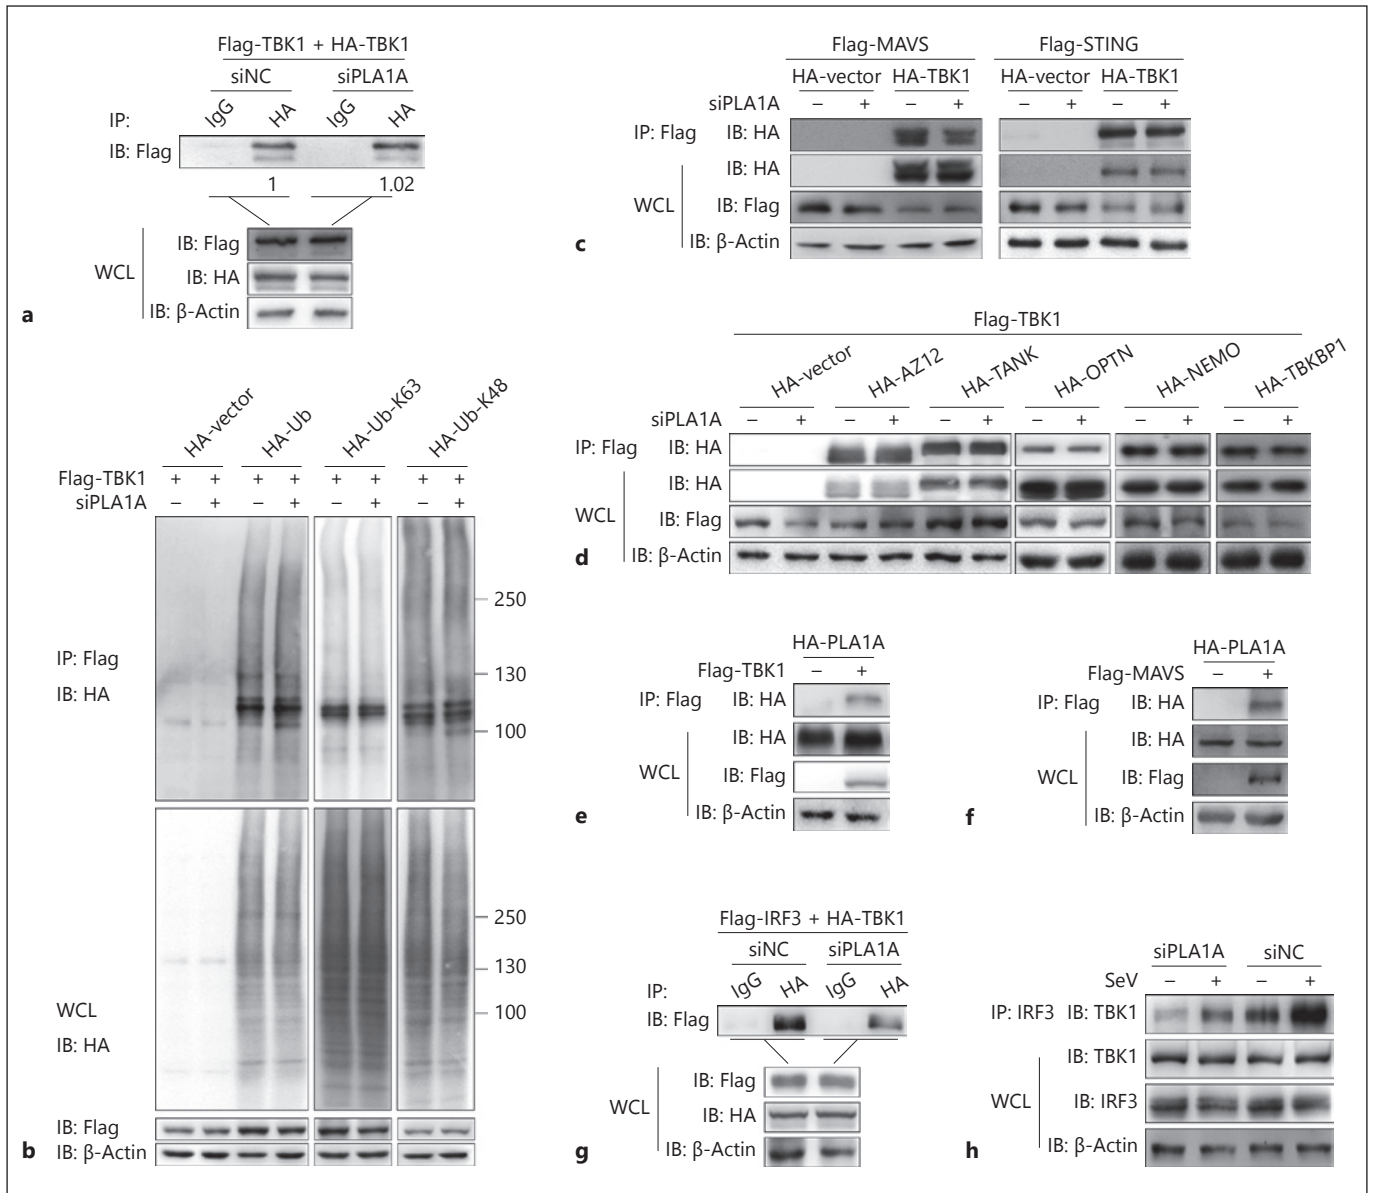 Flag-TBK1 + HA-TBK1
siNC siPLA1A
IP: IgG HA IgG HA
IB: Flag
1 1.02
IB: Flag
WCL IB: HA
IB: β-Actin
a
HA-vector HA-Ub HA-Ub-K63 HA-Ub-K48
Flag-TBK1 + + + + + + + +
siPLA1A – + – + – + – +
250
IP: Flag
130
IB: HA
100
250
130
WCL
100
IB: HA
IB: Flag
IB: β-Actin
b
Flag-MAVS Flag-STING
HA-vector HA-TBK1 HA-vector HA-TBK1
siPLA1A – + – + – + – +
IP: Flag IB: HA
IB: HA
WCL IB: Flag
IB: β-Actin
c
Flag-TBK1
HA-vector HA-AZ12 HA-TANK HA-OPTN HA-NEMO HA-TBKBP1
siPLA1A – + – + – + – + – + – +
IP: Flag IB: HA
IB: HA
WCL IB: Flag
IB: β-Actin
d
HA-PLA1A
Flag-TBK1 – +
IP: Flag IB: HA
IB: HA
WCL IB: Flag
IB: β-Actin
e
HA-PLA1A
Flag-MAVS – +
IP: Flag IB: HA
IB: HA
WCL IB: Flag
IB: β-Actin
f
Flag-IRF3 + HA-TBK1
siNC siPLA1A
IP: IgG HA IgG HA
IB: Flag
IB: Flag
WCL IB: HA
IB: β-Actin
g
siPLA1A siNC
SeV – + – +
IP: IRF3 IB: TBK1
IB: TBK1
WCL IB: IRF3
IB: β-Actin
h